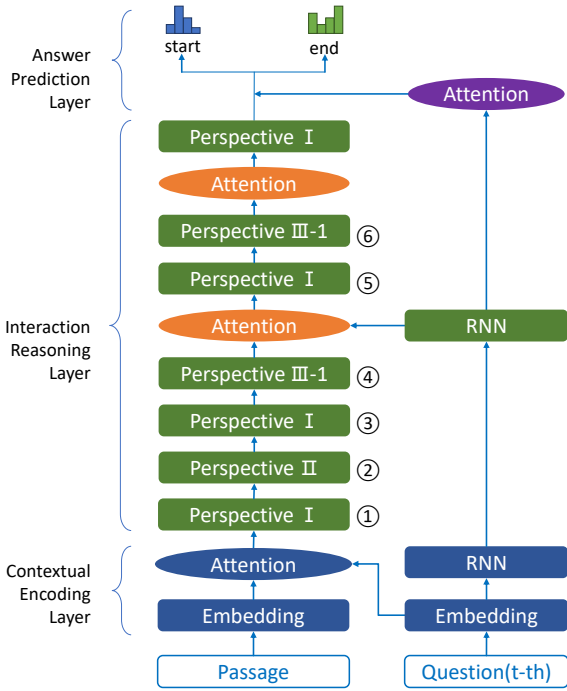 start
end
Answer
Prediction
Layer
Attention
Perspective Ⅰ
Attention
Perspective Ⅲ-1 ⑥
Perspective Ⅰ ⑤
Interaction
Reasoning
Layer
Attention
RNN
Perspective Ⅲ-1 ④
Perspective Ⅰ ③
Perspective Ⅱ ②
Perspective Ⅰ ①
Contextual
Encoding
Layer
Attention
RNN
Embedding
Embedding
Passage
Question(t-th)